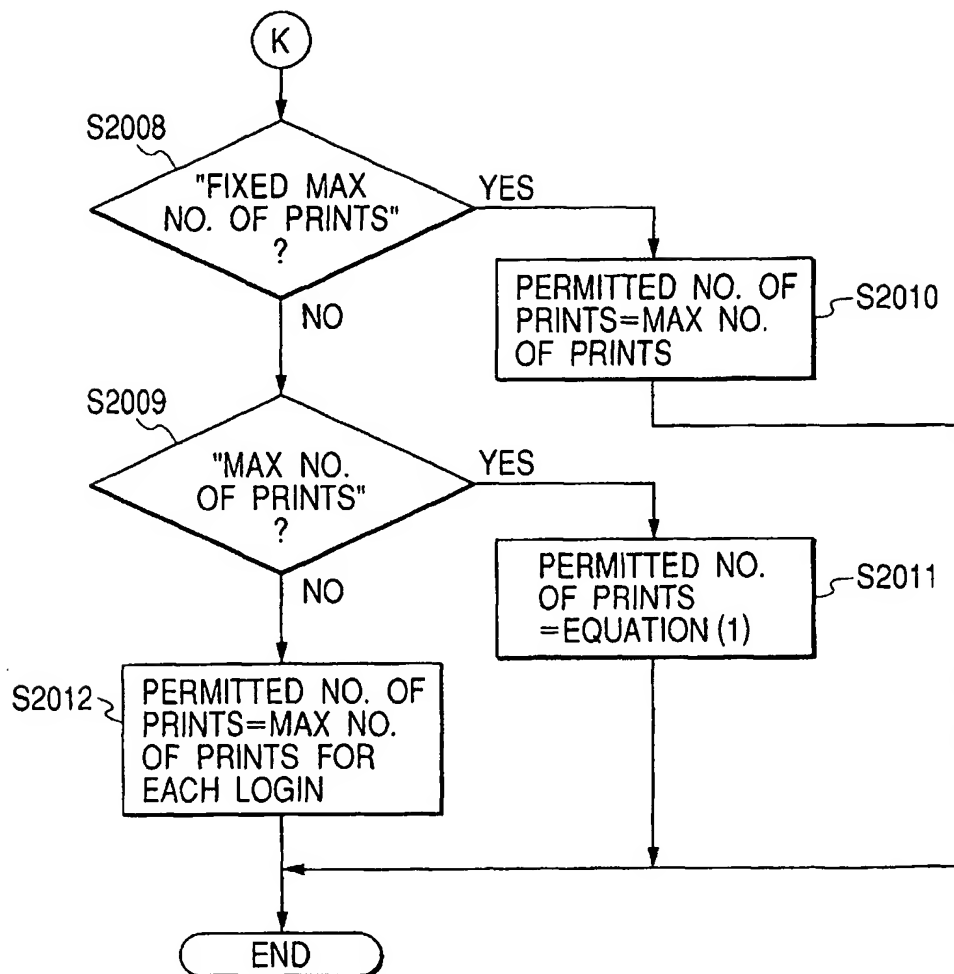 K
S2008
"FIXED MAX
NO. OF PRINTS"
?
YES
NO
PERMITTED NO. OF
PRINTS=MAX NO.
OF PRINTS
S2010
S2009
"MAX NO.
OF PRINTS"
?
YES
NO
PERMITTED NO.
OF PRINTS
=EQUATION (1)
S2011
S2012
PERMITTED NO. OF
PRINTS=MAX NO.
OF PRINTS FOR
EACH LOGIN
END